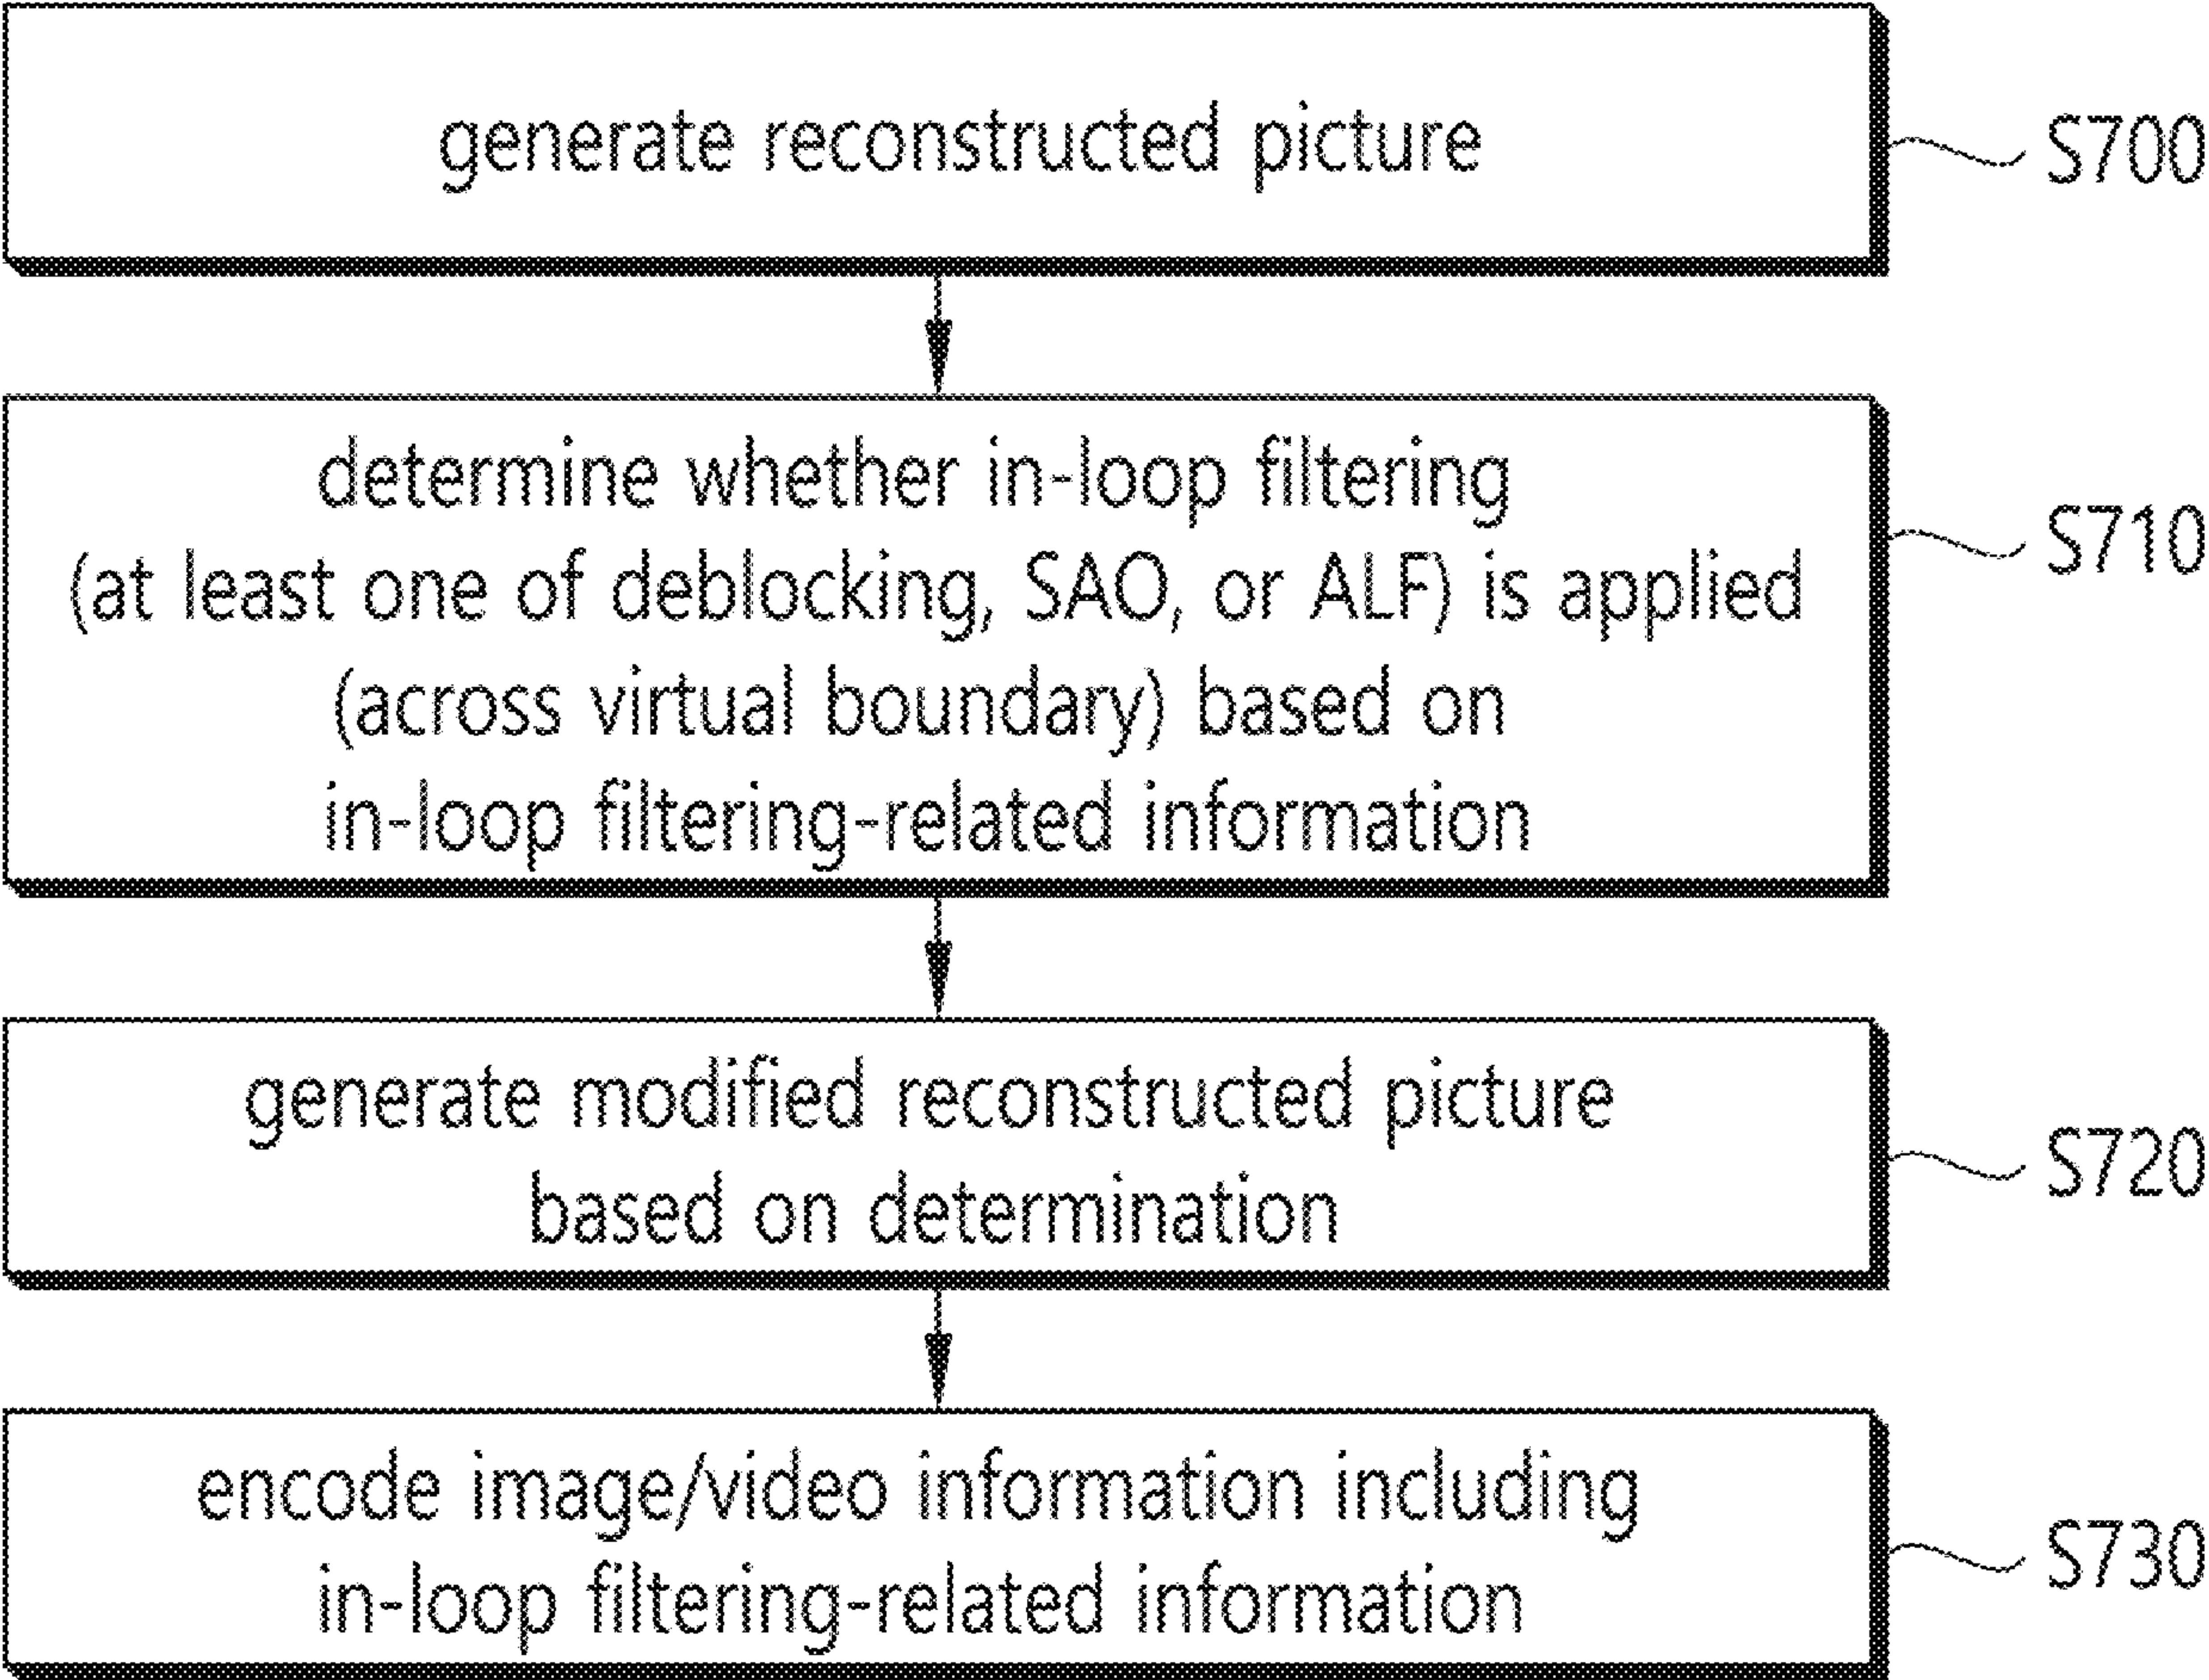 generate reconstructed picture
S700
determine whether in-loop filtering
(at least one of deblocking, SAO, or ALF) is applied
(across virtual boundary) based on
in-loop filtering-related information
S710
generate modified reconstructed picture
based on determination
S720
encode image/video information including
in-loop filtering-related information
S730